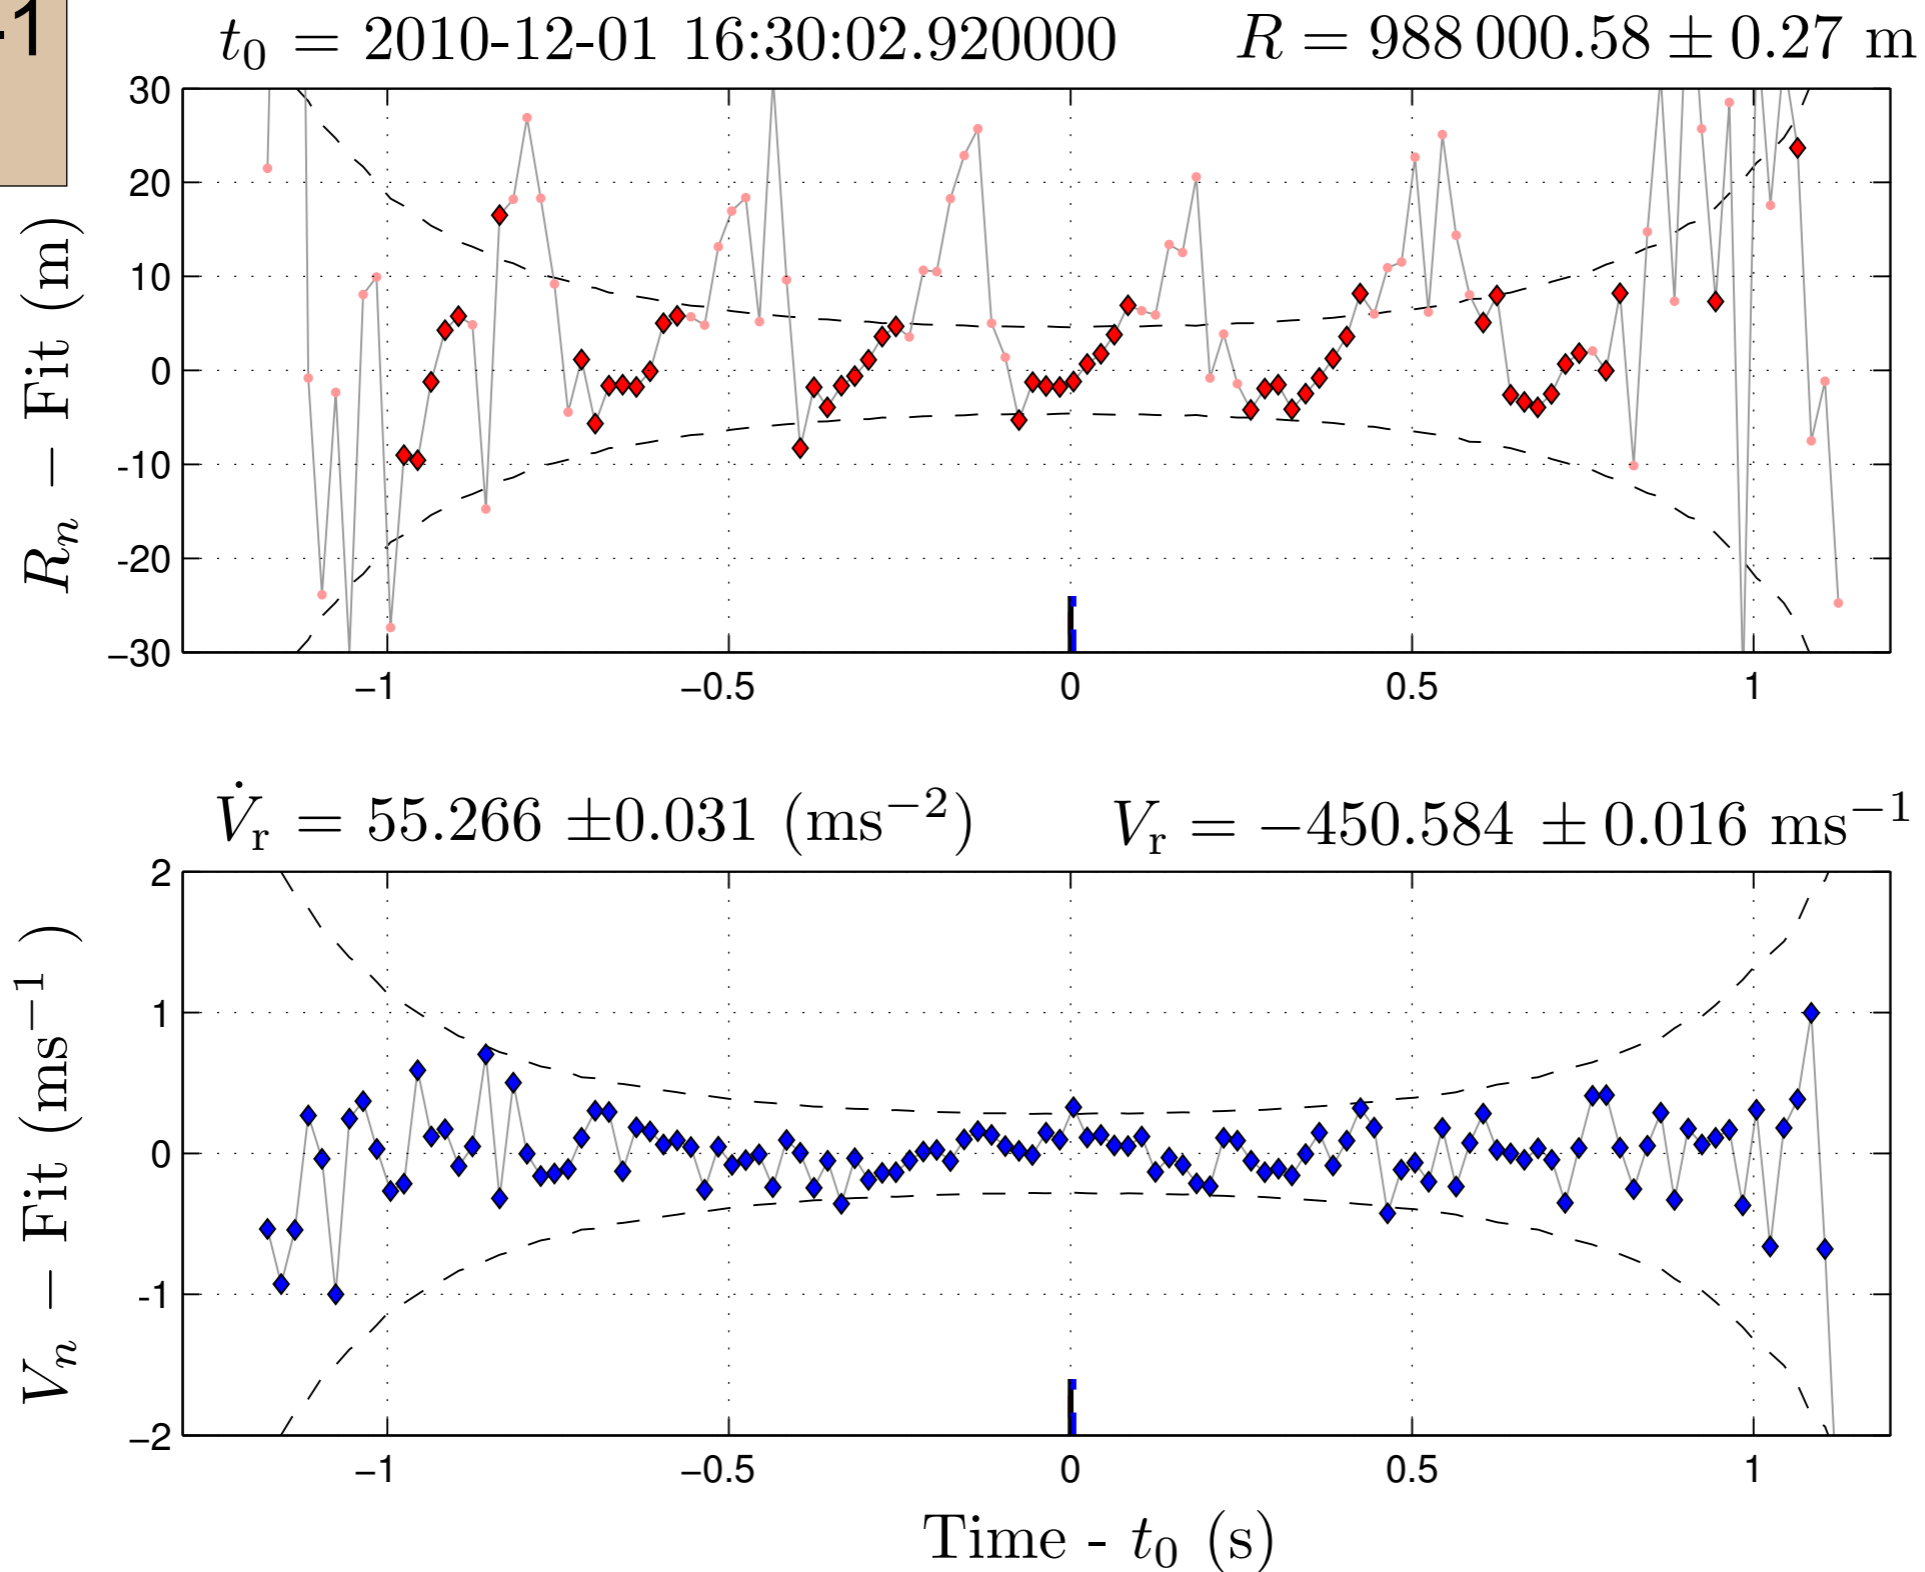 -1
t₀ = 2010-12-01 16:30:02.920000 R = 988 000.58 ± 0.27 m
30
20
10
0
-10
-20
−30
Rₙ − Fit (m)
−1 −0.5 0 0.5 1
V̇ᵣ = 55.266 ±0.031 (ms⁻²) Vᵣ = −450.584 ± 0.016 ms⁻¹
2
1
0
-1
−2
Vₙ − Fit (ms⁻¹ )
−1 −0.5 0 0.5 1
Time - t₀ (s)